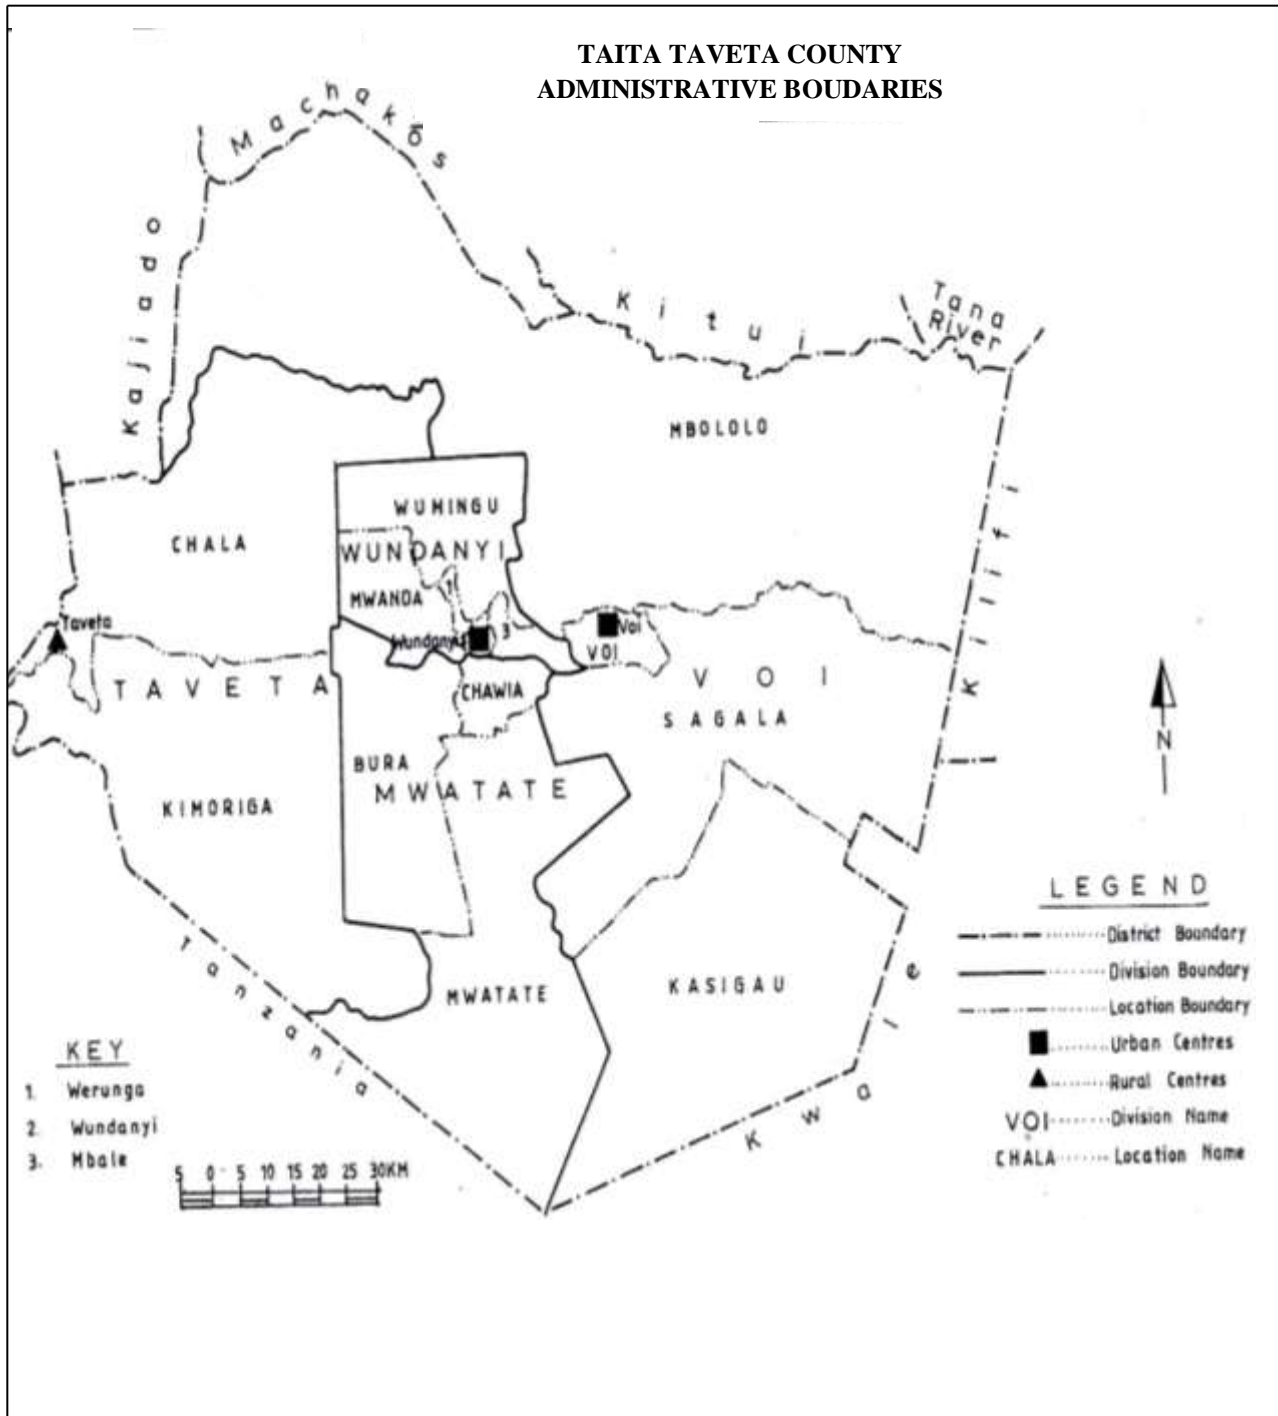 TAITA TAVETA COUNTY
ADMINISTRATIVE BOUDARIES
Machakos
Kajiado
Kitui
Tana
River
MBOLOLO
Kilifi
WUMINGU
CHALA
WUNDANYI
MWANDA
1
3
Taveta
Wundanyi
Voi
VOI
TAVETA
CHAWIA
VOI
SAGALA
BURA
MWATATE
KIMORIGA
N
MWATATE
KASIGAU
Tanzania
Kwale
LEGEND
District Boundary
Division Boundary
Location Boundary
Urban Centres
Rural Centres
VOI Division Name
CHALA Location Name
KEY
1. Werunga
2. Wundanyi
3. Mbale
5 0 5 10 15 20 25 30KM